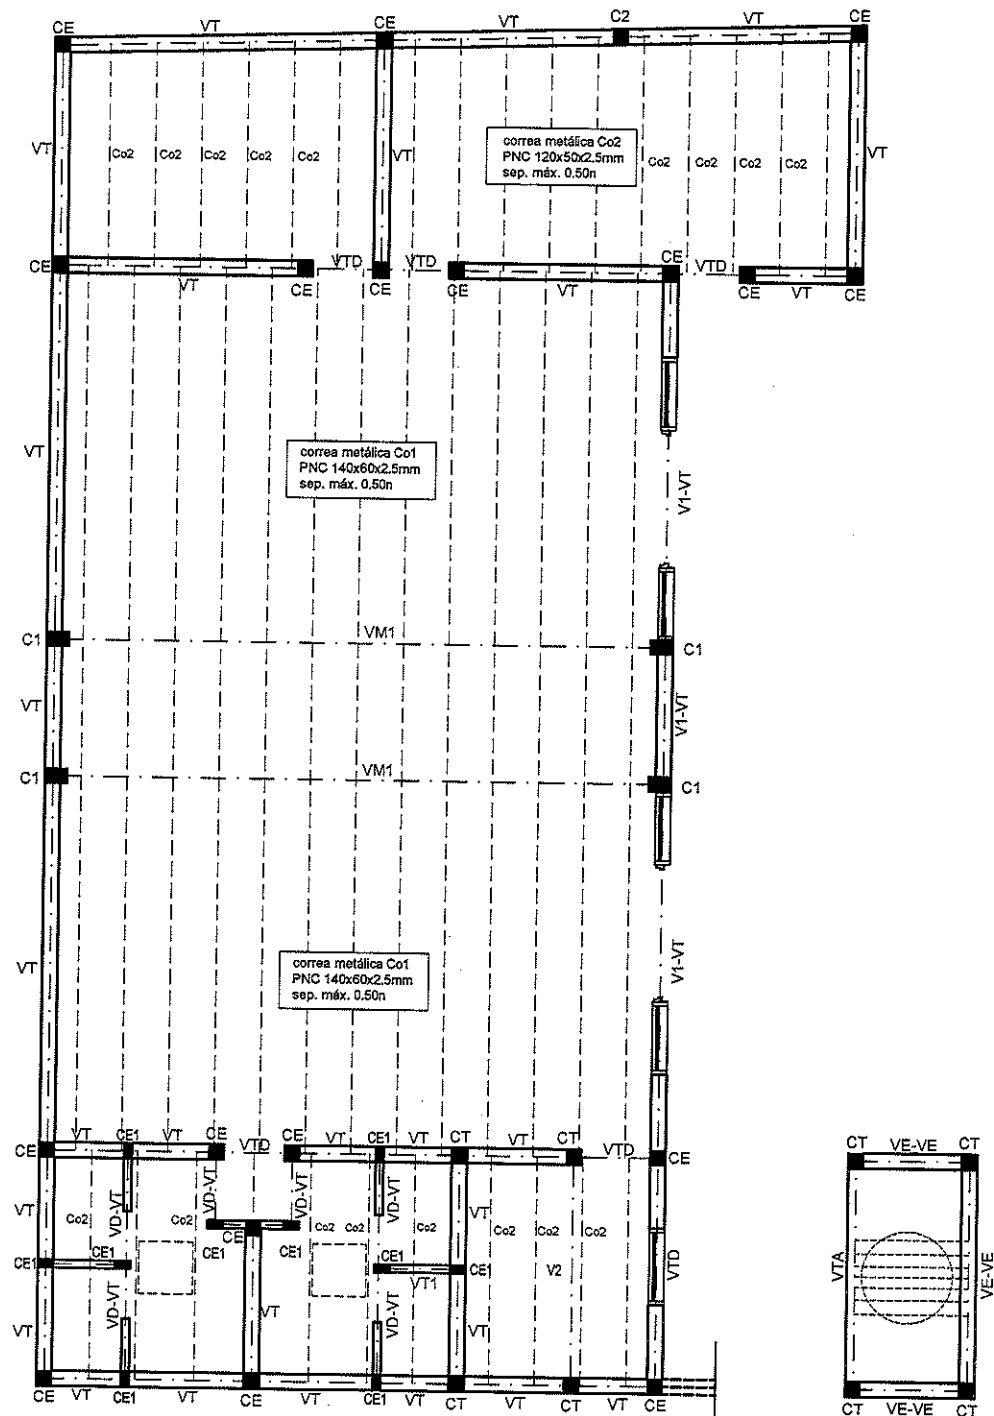 CE VT CE VT C2 VT CE
VT Co2 Co2 Co2 Co2 Co2 VT
correa metálica Co2
PNC 120x50x2.5mm
sep. máx. 0.50n
Co2 Co2 Co2 Co2 VT
CE VT CE VTD CE VTD CE VT CE VTD CE VT CE
VT
correa metálica Co1
PNC 140x60x2.5mm
sep. máx. 0,50n
V1-VT
C1 VM1 C1
VT V1-VT
C1 VM1 C1
VT
correa metálica Co1
PNC 140x60x2.5mm
sep. máx. 0.50n
V1-VT
CE VT CE1 VT CE VTD CE VT CE1 VT CT VT CT VTD CE
VT VD-VT VD-VT VD-VT VD-VT VT
Co2 Co2 Co2 Co2 Co2 Co2 Co2 Co2
CE
CE1 CE1 CE1 CE1 CE1 VT1 CE1 V2 VTD
VT VD-VT VT VD-VT VT
CE VT CE1 VT CE VT CE1 VT CT VT CT VT CE
CT VE-VE CT
VTA VE-VE
CT VE-VE CT